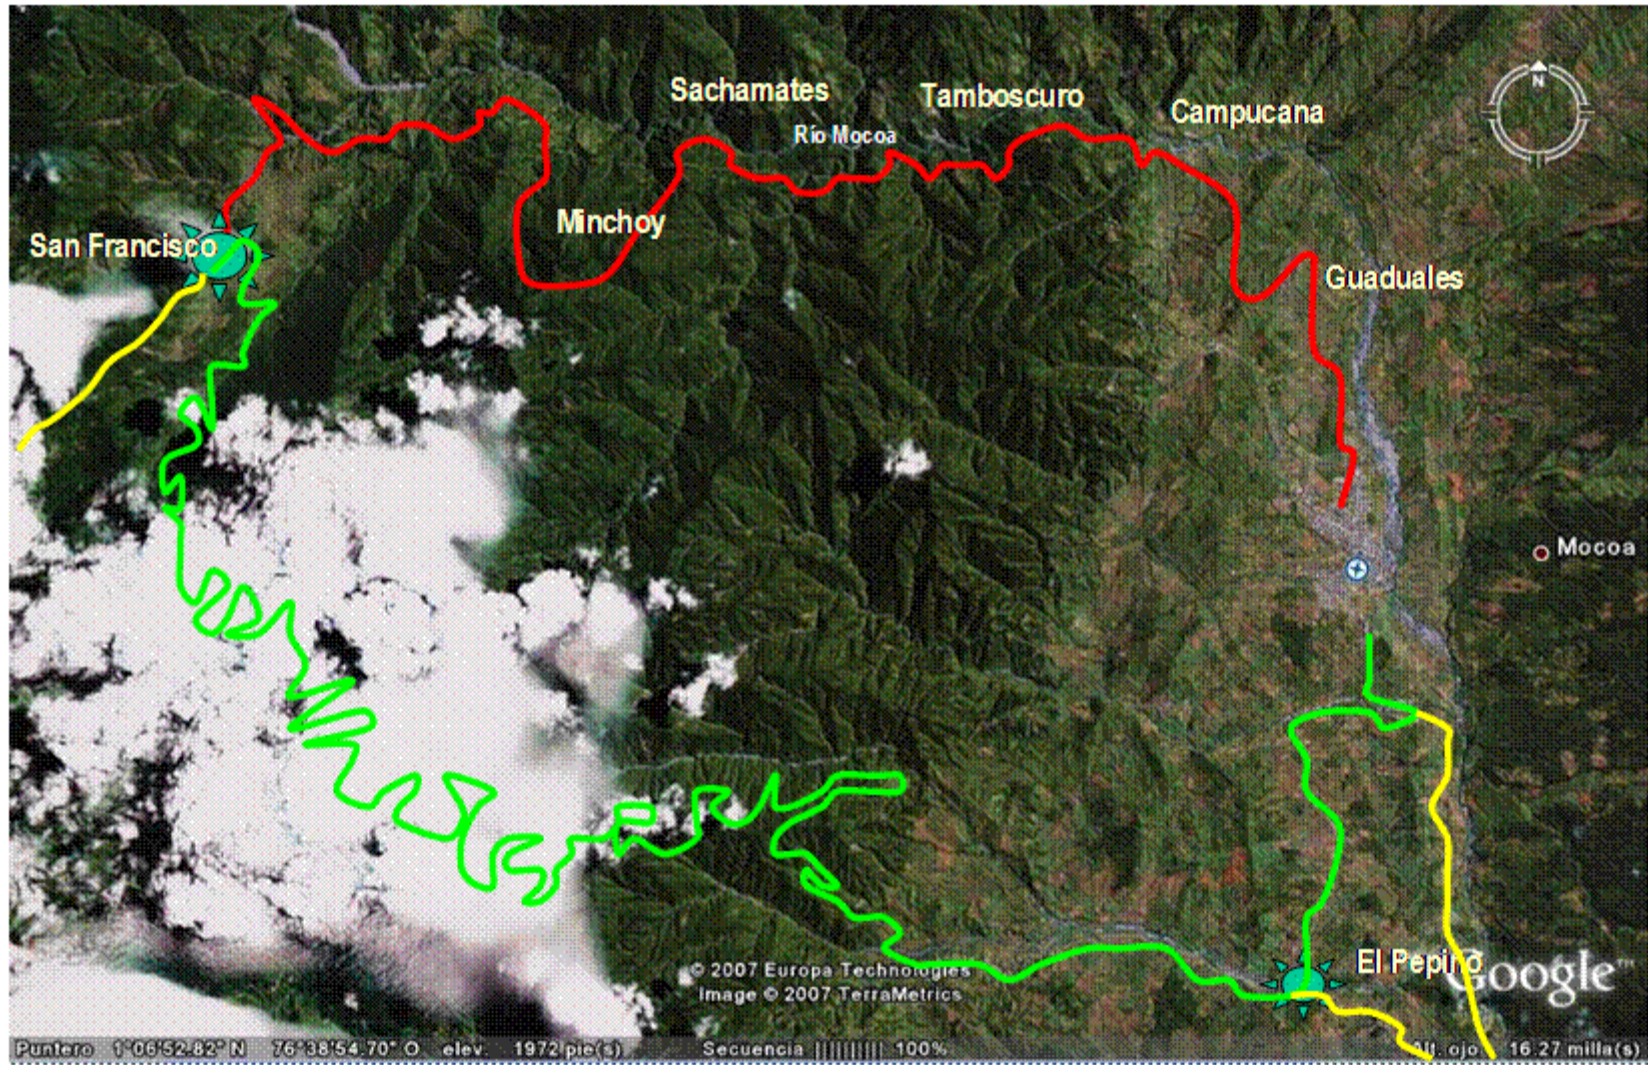 Sachamates
Tamboscuro
Campucana
N
Río Mocoa
Minchoy
San Francisco
Guaduales
Mocoa
El Pepino
Google™
© 2007 Europa Technologies
Image © 2007 TerraMetrics
Puntero 1°06'52.82" N 76°38'54.70" O elev. 1972 pie(s) Secuencia |||||||||| 100% Alt. ojo 16.27 milla(s)